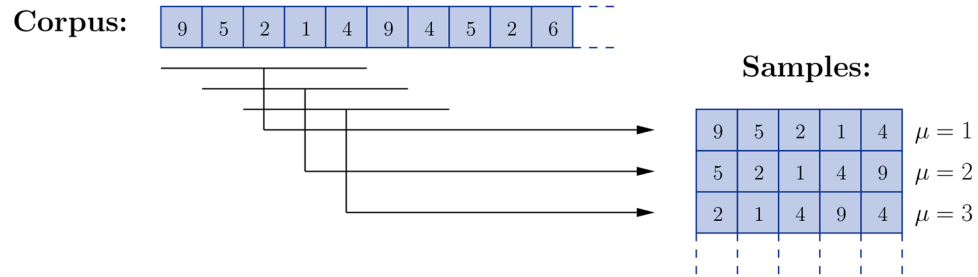 Corpus: 9 5 2 1 4 9 4 5 2 6
Samples:
9 5 2 1 4 μ = 1
5 2 1 4 9 μ = 2
2 1 4 9 4 μ = 3